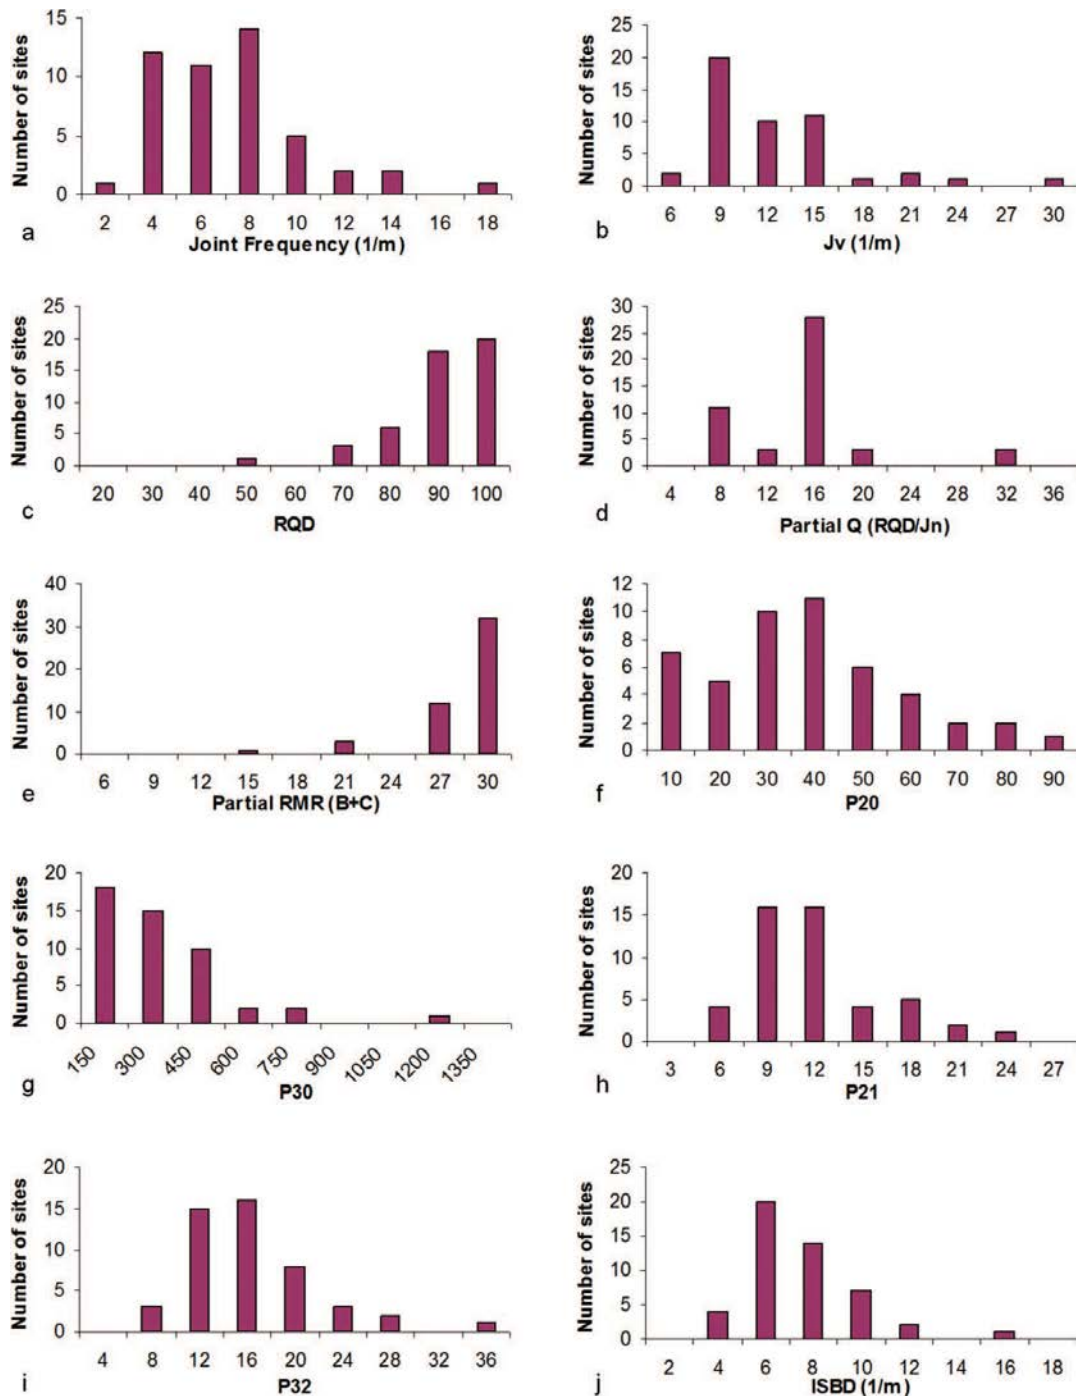 15
10
5
0
Number of sites
2 4 6 8 10 12 14 16 18
a
Joint Frequency (1/m)
25
20
15
10
5
0
Number of sites
6 9 12 15 18 21 24 27 30
b
Jv (1/m)
25
20
15
10
5
0
Number of sites
20 30 40 50 60 70 80 90 100
c
RQD
30
25
20
15
10
5
0
Number of sites
4 8 12 16 20 24 28 32 36
d
Partial Q (RQD/Jn)
40
30
20
10
0
Number of sites
6 9 12 15 18 21 24 27 30
e
Partial RMR (B+C)
12
10
8
6
4
2
0
Number of sites
10 20 30 40 50 60 70 80 90
f
P20
20
15
10
5
0
Number of sites
150 300 450 600 750 900 1050 1200 1350
g
P30
20
15
10
5
0
Number of sites
3 6 9 12 15 18 21 24 27
h
P21
20
15
10
5
0
Number of sites
4 8 12 16 20 24 28 32 36
i
P32
25
20
15
10
5
0
Number of sites
2 4 6 8 10 12 14 16 18
j
ISBD (1/m)